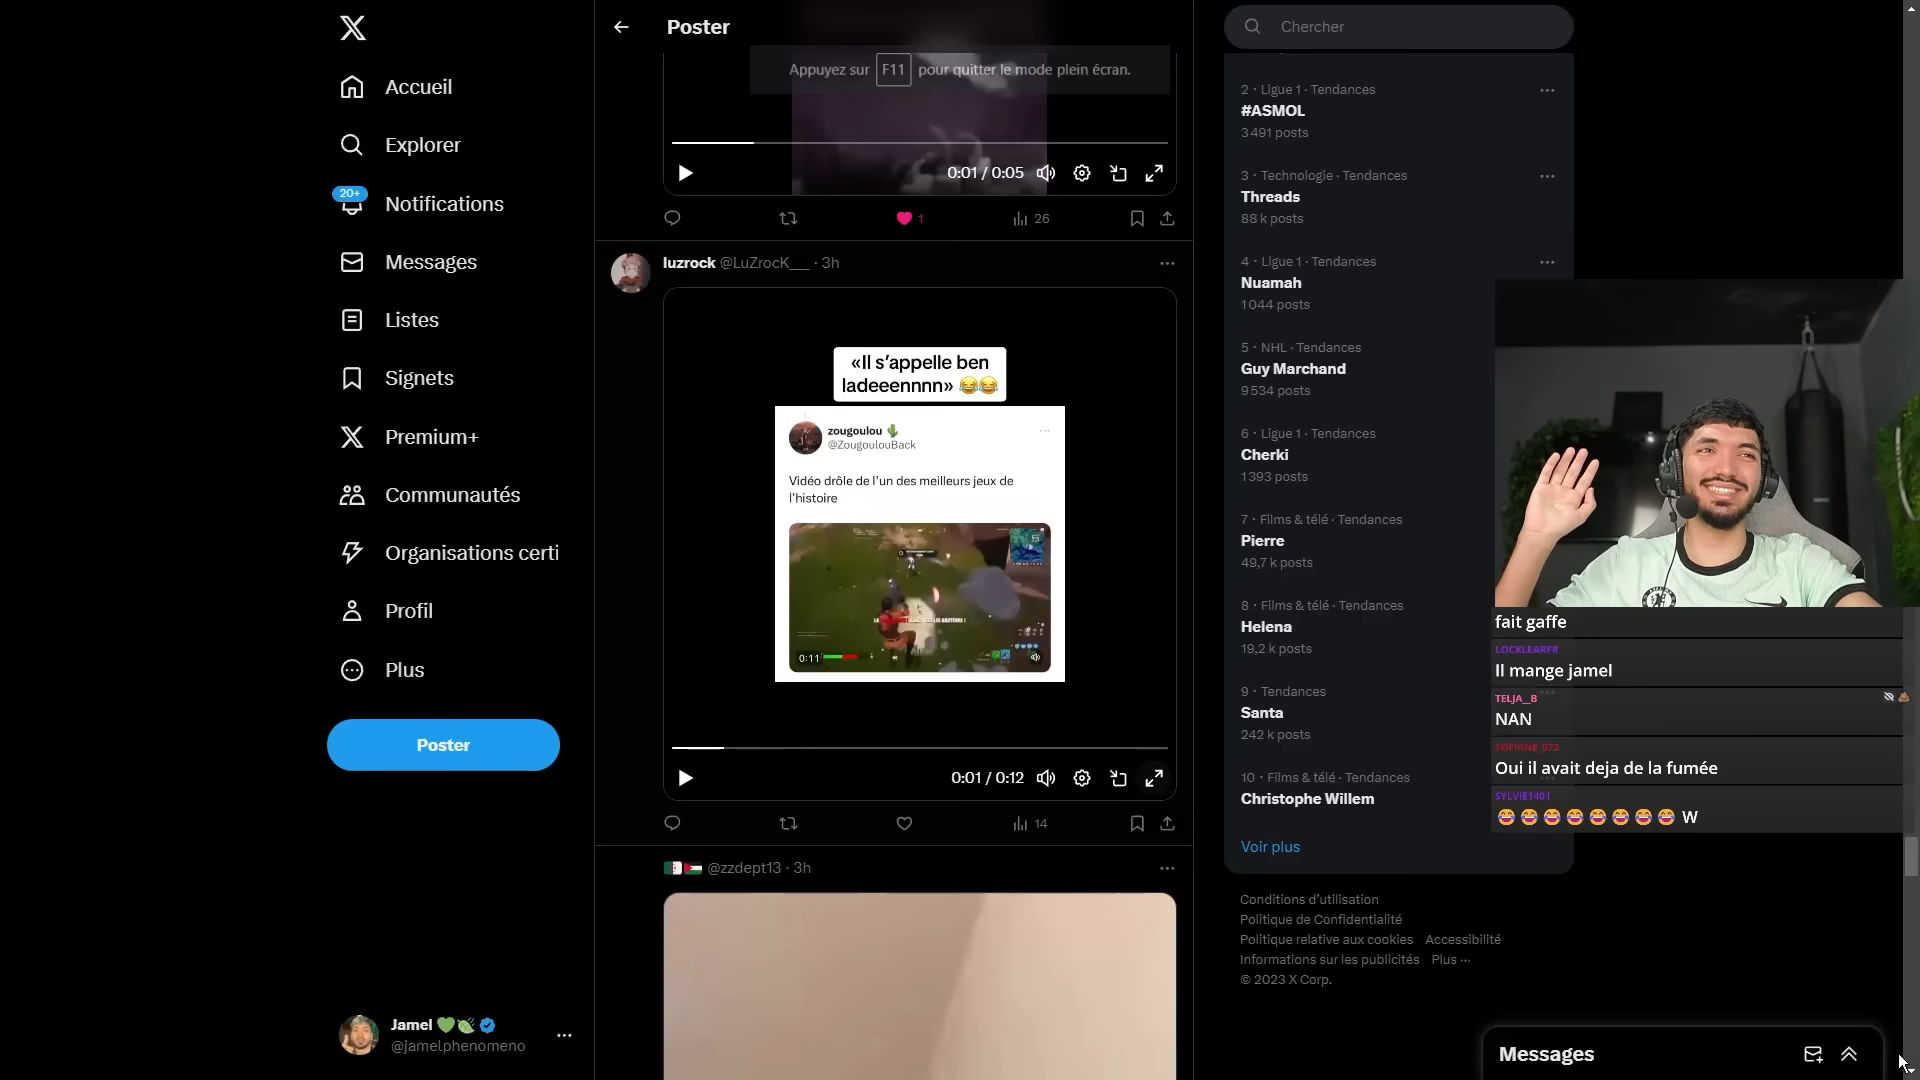 Accueil
Explorer
20+
Notifications
Messages
Listes
Signets
Premium+
Communautés
Organisations certi
Profil
Plus
Poster
Jamel
@jamelphenomeno
Poster
Appuyez sur F11 pour quitter le mode plein écran.
0:01 / 0:05
1
26
luzrock @LuZrocK___ · 3h
«Il s’appelle ben
ladeeennnn» 😂😂
zougoulou 🌵
@ZougoulouBack
Vidéo drôle de l’un des meilleurs jeux de
l’histoire
0:11
0:01 / 0:12
14
@zzdept13 · 3h
Chercher
2 · Ligue 1 · Tendances
#ASMOL
3 491 posts
3 · Technologie · Tendances
Threads
88 k posts
4 · Ligue 1 · Tendances
Nuamah
1 044 posts
5 · NHL · Tendances
Guy Marchand
9 534 posts
6 · Ligue 1 · Tendances
Cherki
1 393 posts
7 · Films & télé · Tendances
Pierre
49,7 k posts
8 · Films & télé · Tendances
Helena
19,2 k posts
9 · Tendances
Santa
242 k posts
10 · Films & télé · Tendances
Christophe Willem
Voir plus
Conditions d’utilisation
Politique de Confidentialité
Politique relative aux cookies Accessibilité
Informations sur les publicités Plus ···
© 2023 X Corp.
fait gaffe
LOCKLEARFR
Il mange jamel
TELJA__B
NAN
SOFIANE_072
Oui il avait deja de la fumée
SYLVIE1401
😂😂😂😂😂😂😂😂 W
Messages